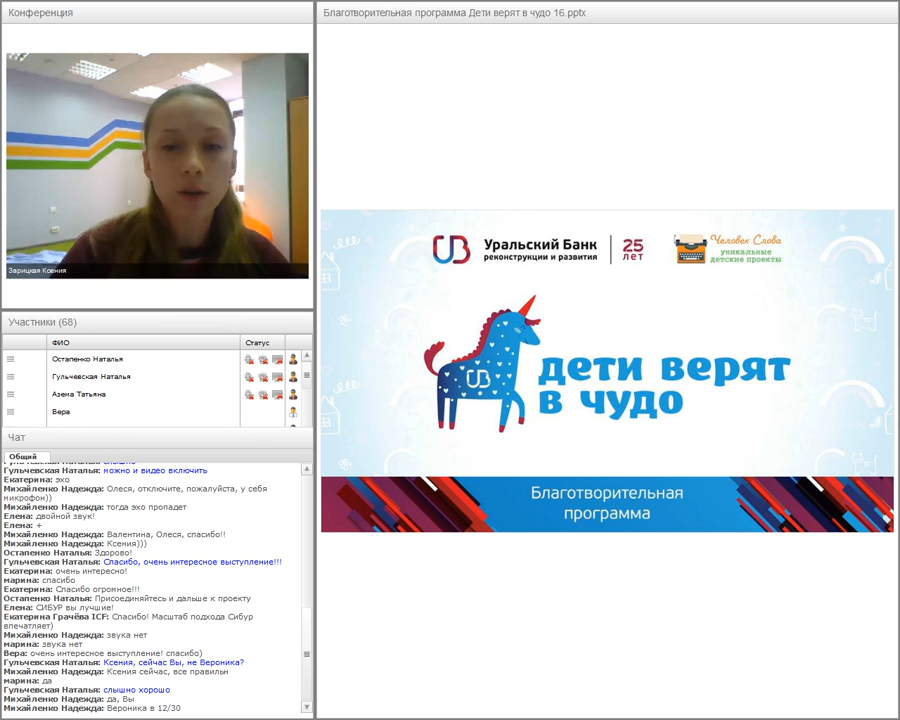 Конференция
Зарицкая Ксения
Участники (68)
ФИО
Статус
Остапенко Наталья
Гульчевская Наталья
Азема Татьяна
Вера
Чат
Общий
Гульчевская Наталья: слышно
Гульчевская Наталья: можно и видео включить
Екатерина: эхо
Михайленко Надежда: Олеся, отключите, пожалуйста, у себя
микрофон))
Михайленко Надежда: тогда эхо пропадет
Елена: двойной звук!
Елена: +
Михайленко Надежда: Валентина, Олеся, спасибо!!
Михайленко Надежда: Ксения)))
Остапенко Наталья: Здорово!
Гульчевская Наталья: Спасибо, очень интересное выступление!!!
Екатерина: очень интересно!
марина: спасибо
Екатерина: Спасибо огромное!!!
Остапенко Наталья: Присоединяйтесь и дальше к проекту
Елена: СИБУР вы лучшие!
Екатерина Грачёва ICF: Спасибо! Масштаб подхода Сибур
впечатляет)
Михайленко Надежда: звука нет
марина: звука нет
Вера: очень интересное выступление! спасибо)
Гульчевская Наталья: Ксения, сейчас Вы, не Вероника?
Михайленко Надежда: Ксения сейчас, все правильн
марина: да
Гульчевская Наталья: слышно хорошо
Михайленко Надежда: да, Вы
Михайленко Надежда: Вероника в 12/30
Благотворительная программа Дети верят в чудо 16.pptx
Уральский Банк
реконструкции и развития
25
лет
Человек Слова
уникальные
детские проекты
дети верят
в чудо
Благотворительная
программа